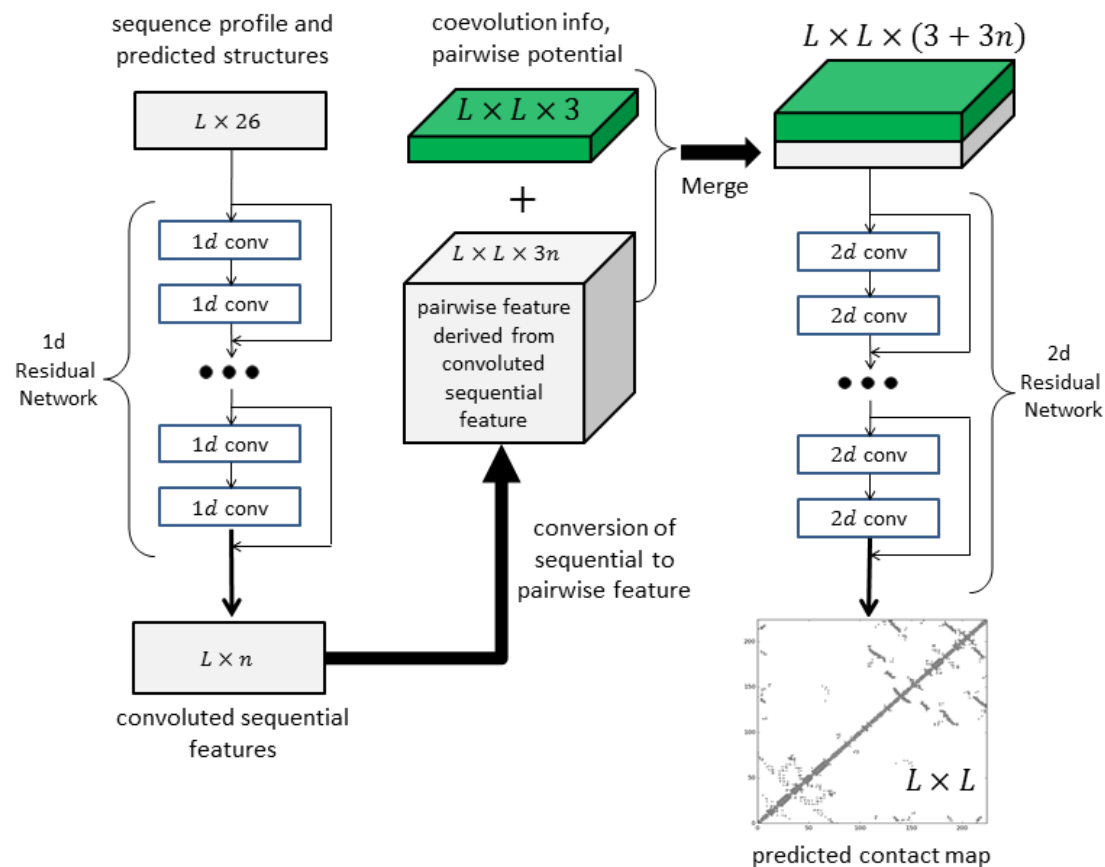 sequence profile and
predicted structures
L × 26
1d conv
1d conv
1d
Residual
Network
1d conv
1d conv
L × n
convoluted sequential
features
coevolution info,
pairwise potential
L × L × 3
+
L × L × 3n
pairwise feature
derived from
convoluted
sequential
feature
conversion of
sequential to
pairwise feature
Merge
L × L × (3 + 3n)
2d conv
2d conv
2d
Residual
Network
2d conv
2d conv
200
150
100
50
0
0
50
100
150
200
L × L
predicted contact map